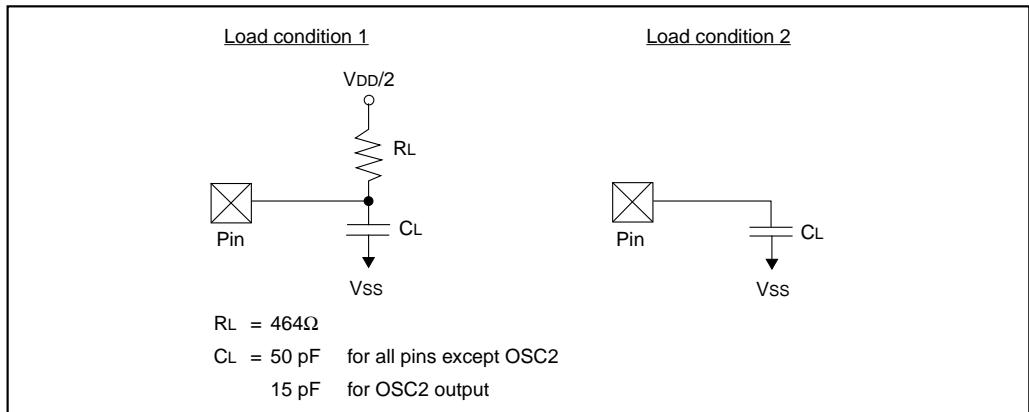 Load condition 1
Load condition 2
VDD/2
RL
CL
Pin
VSS
CL
Pin
VSS
RL = 464Ω
CL = 50 pF for all pins except OSC2
15 pF for OSC2 output